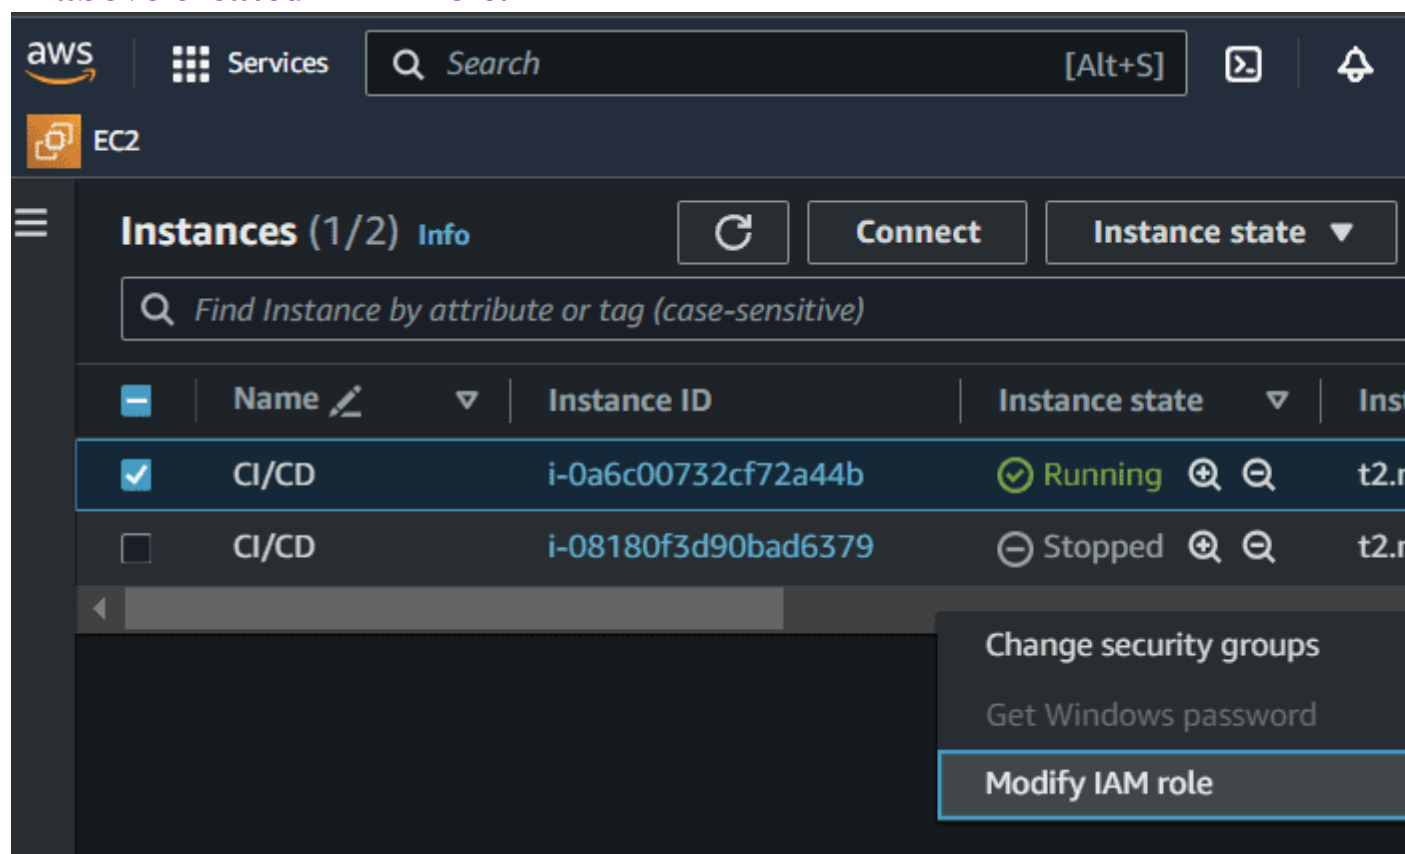 aws Services Search [Alt+S]
EC2
Instances (1/2) Info Connect Instance state
Find Instance by attribute or tag (case-sensitive)
Name Instance ID Instance state
CI/CD i-0a6c00732cf72a44b Running t2.
CI/CD i-08180f3d90bad6379 Stopped t2.
Change security groups
Get Windows password
Modify IAM role